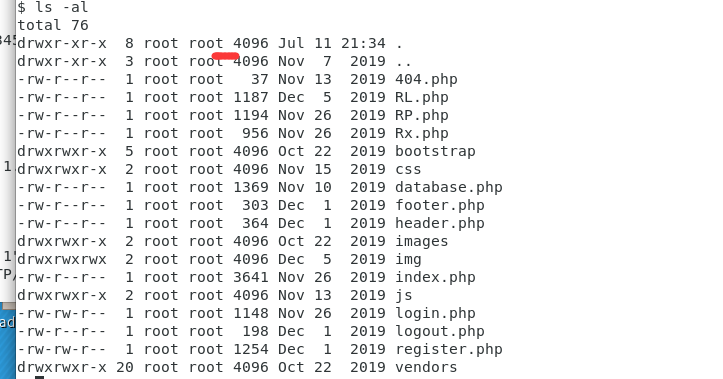 $ ls -al
total 76
drwxr-xr-x  8 root root 4096 Jul 11 21:34 .
drwxr-xr-x  3 root root 4096 Nov  7  2019 ..
-rw-r--r--  1 root root   37 Nov 13  2019 404.php
-rw-r--r--  1 root root 1187 Dec  5  2019 RL.php
-rw-r--r--  1 root root 1194 Nov 26  2019 RP.php
-rw-r--r--  1 root root  956 Nov 26  2019 Rx.php
drwxrwxr-x  5 root root 4096 Oct 22  2019 bootstrap
drwxrwxr-x  2 root root 4096 Nov 15  2019 css
-rw-r--r--  1 root root 1369 Nov 10  2019 database.php
-rw-r--r--  1 root root  303 Dec  1  2019 footer.php
-rw-r--r--  1 root root  364 Dec  1  2019 header.php
drwxrwxr-x  2 root root 4096 Oct 22  2019 images
drwxrwxrwx  2 root root 4096 Dec  5  2019 img
-rw-r--r--  1 root root 3641 Nov 26  2019 index.php
drwxrwxr-x  2 root root 4096 Nov 13  2019 js
-rw-r--r--  1 root root 1148 Nov 26  2019 login.php
-rw-r--r--  1 root root  198 Dec  1  2019 logout.php
-rw-rw-r--  1 root root 1254 Dec  1  2019 register.php
drwxrwxr-x 20 root root 4096 Oct 22  2019 vendors